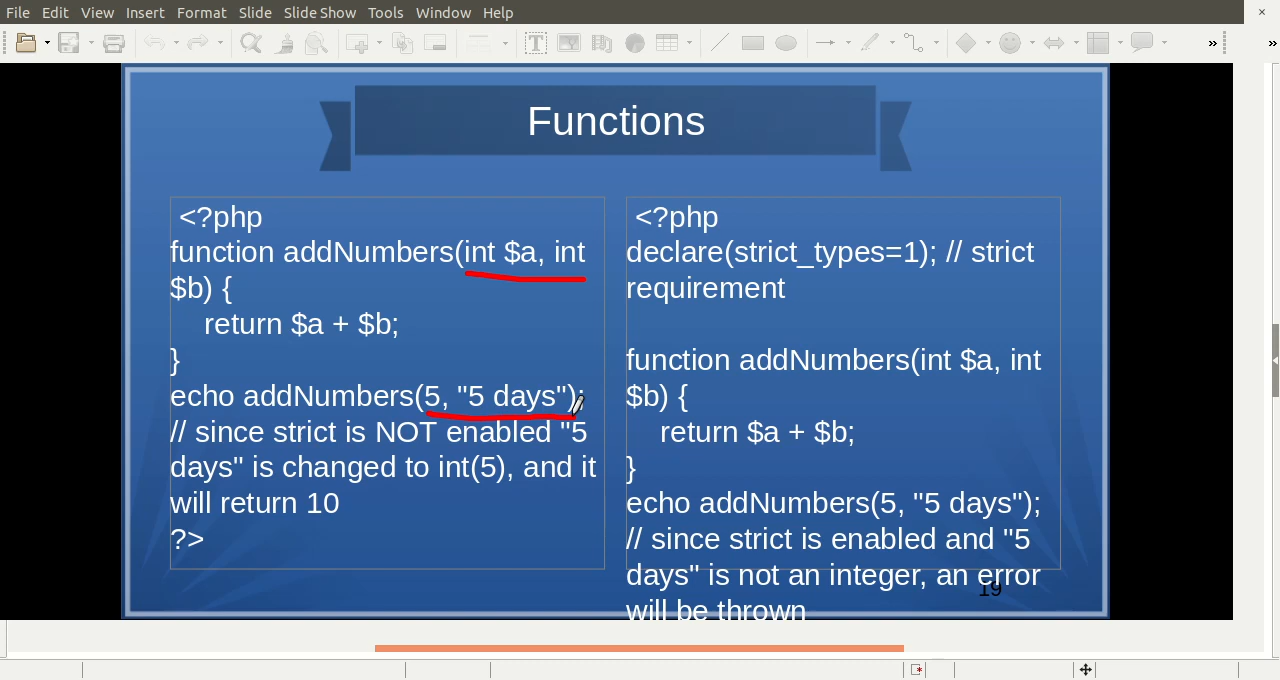 File Edit View Insert Format Slide Slide Show Tools Window Help
Functions
<?php
function addNumbers(int $a, int
$b) {
return $a + $b;
}
echo addNumbers(5, "5 days");
// since strict is NOT enabled "5
days" is changed to int(5), and it
will return 10
?>
<?php
declare(strict_types=1); // strict
requirement
function addNumbers(int $a, int
$b) {
return $a + $b;
}
echo addNumbers(5, "5 days");
// since strict is enabled and "5
days" is not an integer, an error
will be thrown
19